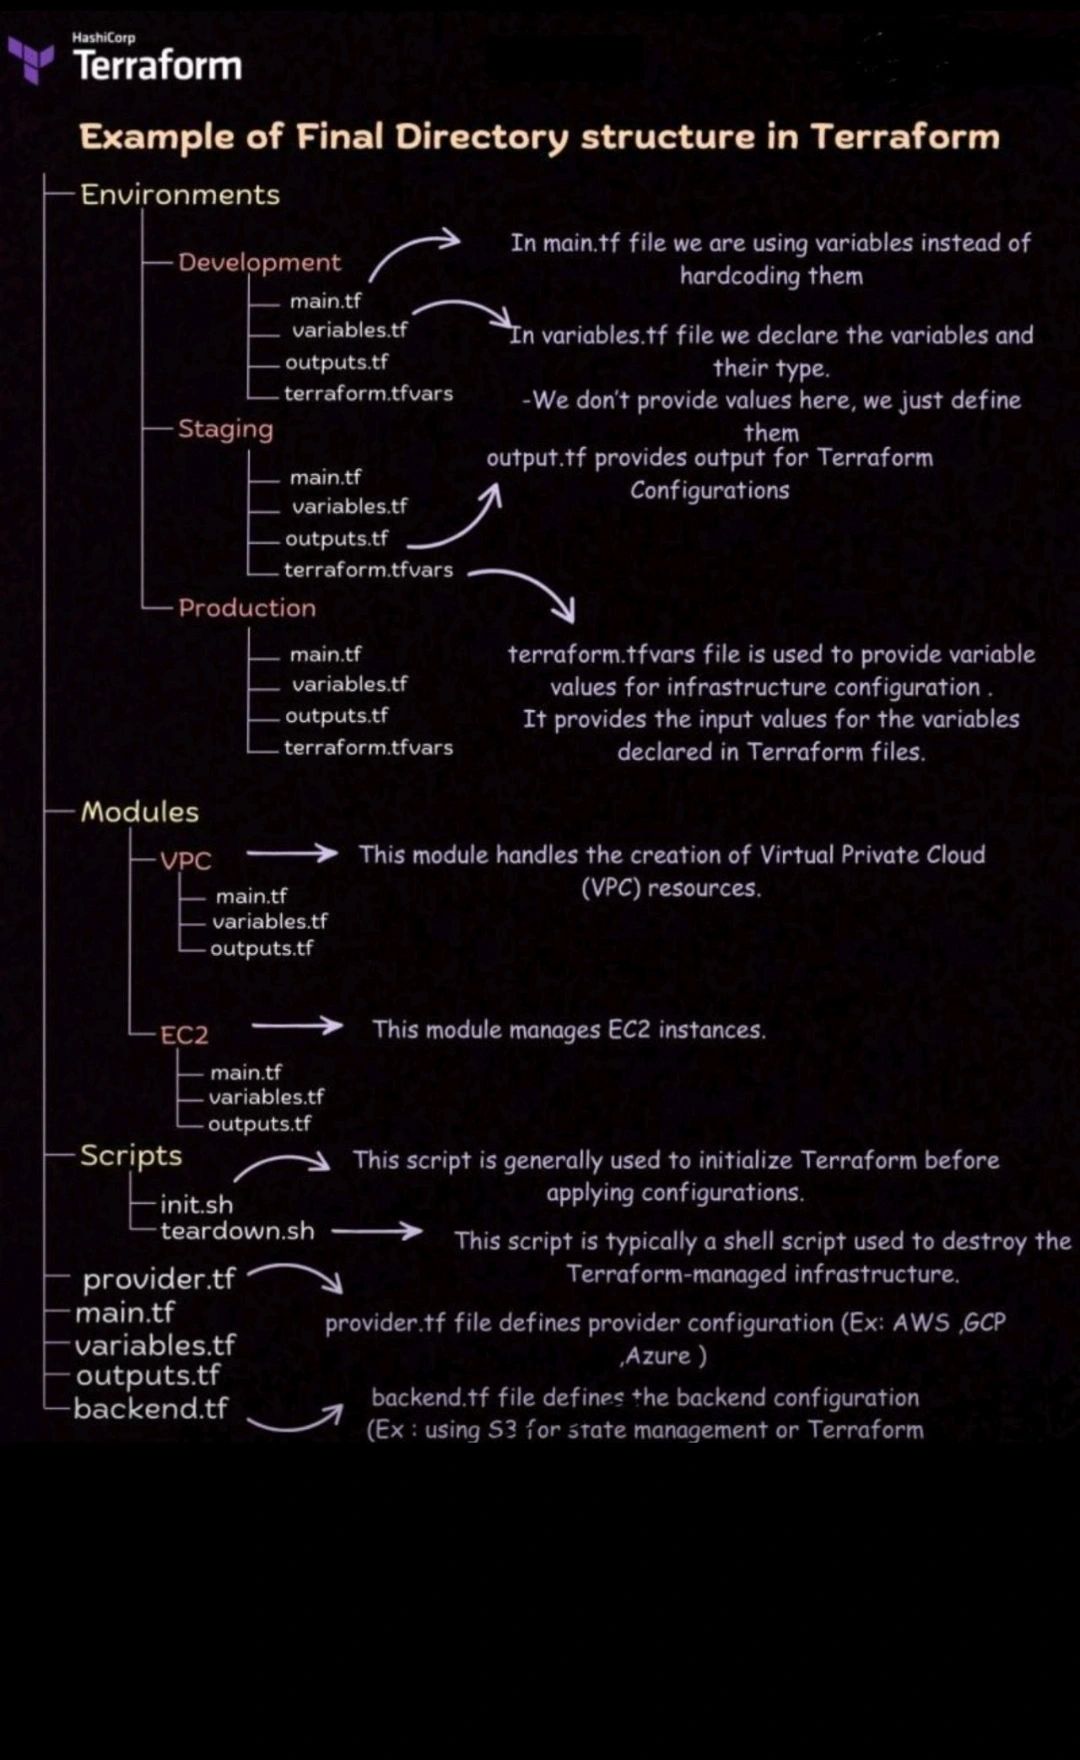 HashiCorp
Terraform
Example of Final Directory structure in Terraform
Environments
Development
main.tf
variables.tf
outputs.tf
terraform.tfvars
In main.tf file we are using variables instead of
hardcoding them
In variables.tf file we declare the variables and
their type.
-We don't provide values here, we just define
them
Staging
main.tf
variables.tf
outputs.tf
terraform.tfvars
output.tf provides output for Terraform
Configurations
Production
main.tf
variables.tf
outputs.tf
terraform.tfvars
terraform.tfvars file is used to provide variable
values for infrastructure configuration .
It provides the input values for the variables
declared in Terraform files.
Modules
VPC
main.tf
variables.tf
outputs.tf
This module handles the creation of Virtual Private Cloud
(VPC) resources.
EC2
main.tf
variables.tf
outputs.tf
This module manages EC2 instances.
Scripts
init.sh
teardown.sh
This script is generally used to initialize Terraform before
applying configurations.
This script is typically a shell script used to destroy the
Terraform-managed infrastructure.
provider.tf
main.tf
variables.tf
outputs.tf
backend.tf
provider.tf file defines provider configuration (Ex: AWS ,GCP
,Azure )
backend.tf file defines the backend configuration
(Ex : using S3 for state management or Terraform